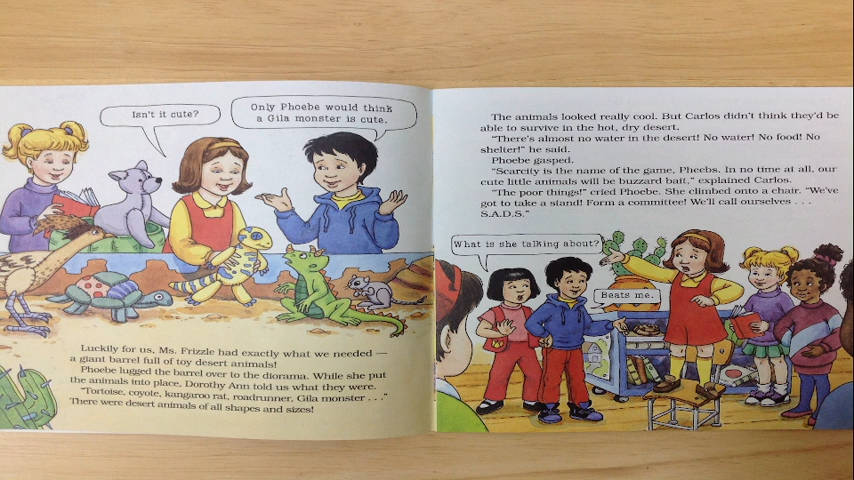 Isn't it cute?
Only Phoebe would think
a Gila monster is cute.
Luckily for us, Ms. Frizzle had exactly what we needed —
a giant barrel full of toy desert animals!
Phoebe lugged the barrel over to the diorama. While she put
the animals into place, Dorothy Ann told us what they were.
"Tortoise, coyote, kangaroo rat, roadrunner, Gila monster . . ."
There were desert animals of all shapes and sizes!
The animals looked really cool. But Carlos didn't think they'd be
able to survive in the hot, dry desert.
"There's almost no water in the desert! No water! No food! No
shelter!" he said.
Phoebe gasped.
"Scarcity is the name of the game, Pheebs. In no time at all, our
cute little animals will be buzzard bait," explained Carlos.
"The poor things!" cried Phoebe. She climbed onto a chair. "We've
got to take a stand! Form a committee! We'll call ourselves . . .
S.A.D.S."
What is she talking about?
Beats me.